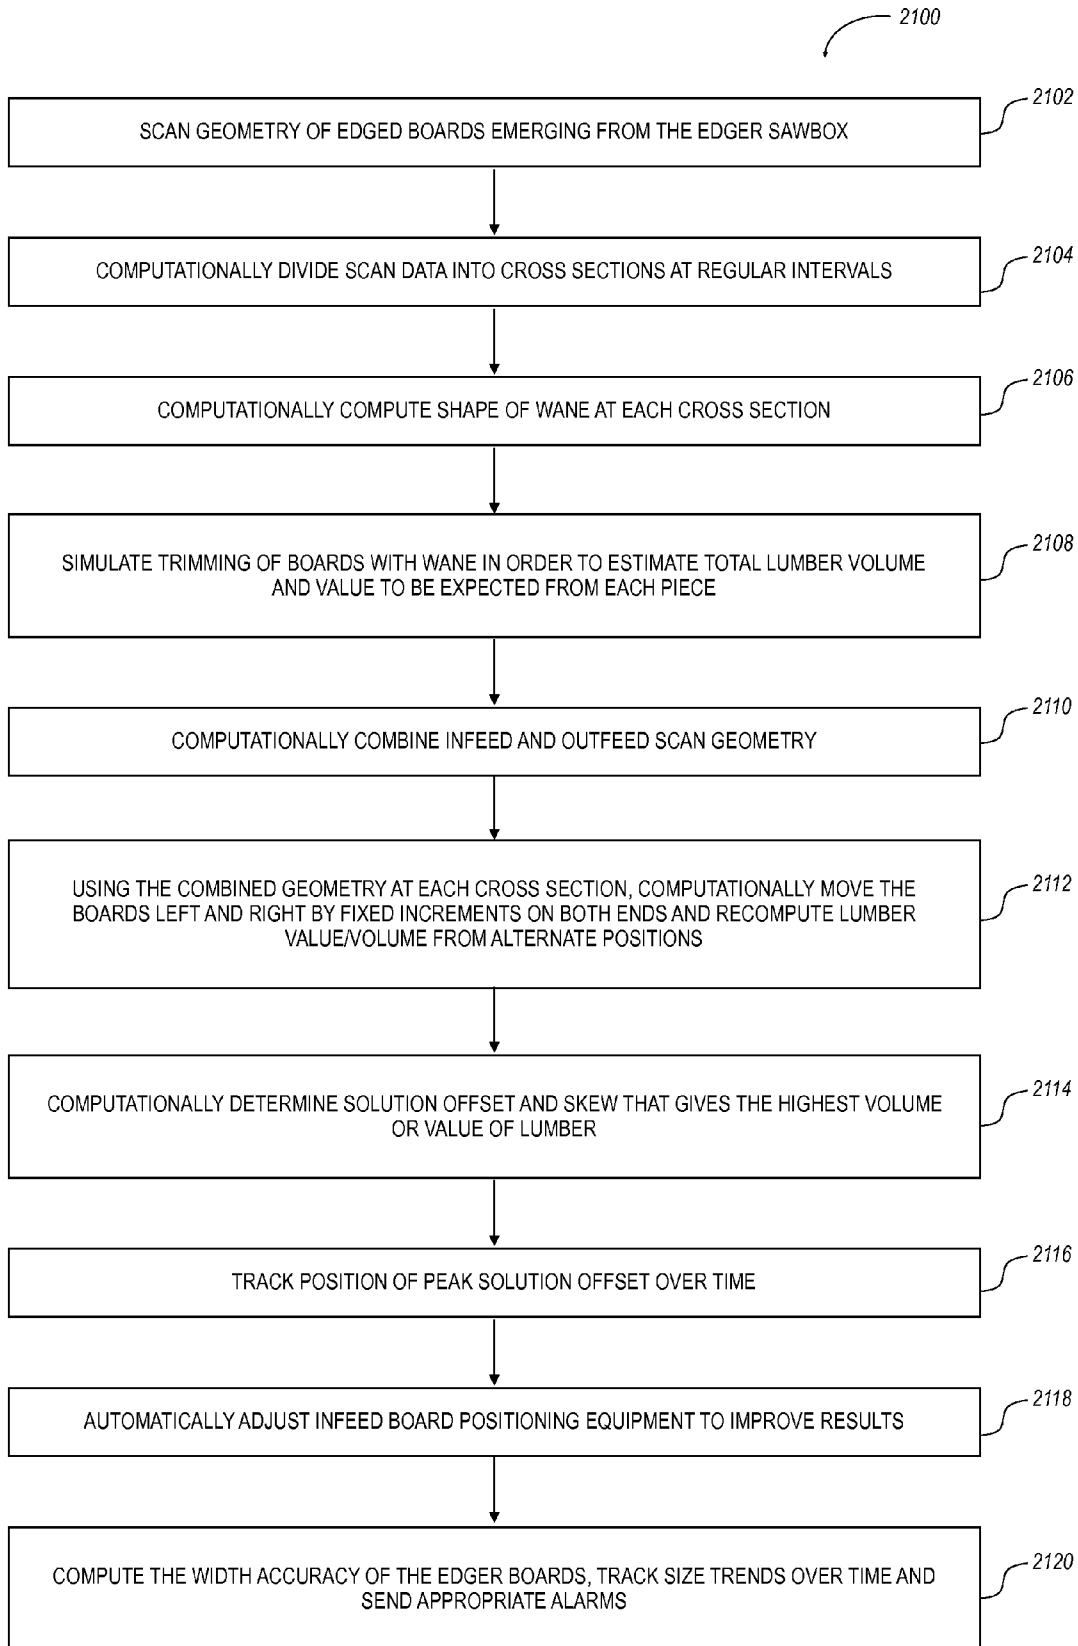 2100
SCAN GEOMETRY OF EDGED BOARDS EMERGING FROM THE EDGER SAWBOX
2102
COMPUTATIONALLY DIVIDE SCAN DATA INTO CROSS SECTIONS AT REGULAR INTERVALS
2104
COMPUTATIONALLY COMPUTE SHAPE OF WANE AT EACH CROSS SECTION
2106
SIMULATE TRIMMING OF BOARDS WITH WANE IN ORDER TO ESTIMATE TOTAL LUMBER VOLUME
AND VALUE TO BE EXPECTED FROM EACH PIECE
2108
COMPUTATIONALLY COMBINE INFEED AND OUTFEED SCAN GEOMETRY
2110
USING THE COMBINED GEOMETRY AT EACH CROSS SECTION, COMPUTATIONALLY MOVE THE
BOARDS LEFT AND RIGHT BY FIXED INCREMENTS ON BOTH ENDS AND RECOMPUTE LUMBER
VALUE/VOLUME FROM ALTERNATE POSITIONS
2112
COMPUTATIONALLY DETERMINE SOLUTION OFFSET AND SKEW THAT GIVES THE HIGHEST VOLUME
OR VALUE OF LUMBER
2114
TRACK POSITION OF PEAK SOLUTION OFFSET OVER TIME
2116
AUTOMATICALLY ADJUST INFEED BOARD POSITIONING EQUIPMENT TO IMPROVE RESULTS
2118
COMPUTE THE WIDTH ACCURACY OF THE EDGER BOARDS, TRACK SIZE TRENDS OVER TIME AND
SEND APPROPRIATE ALARMS
2120